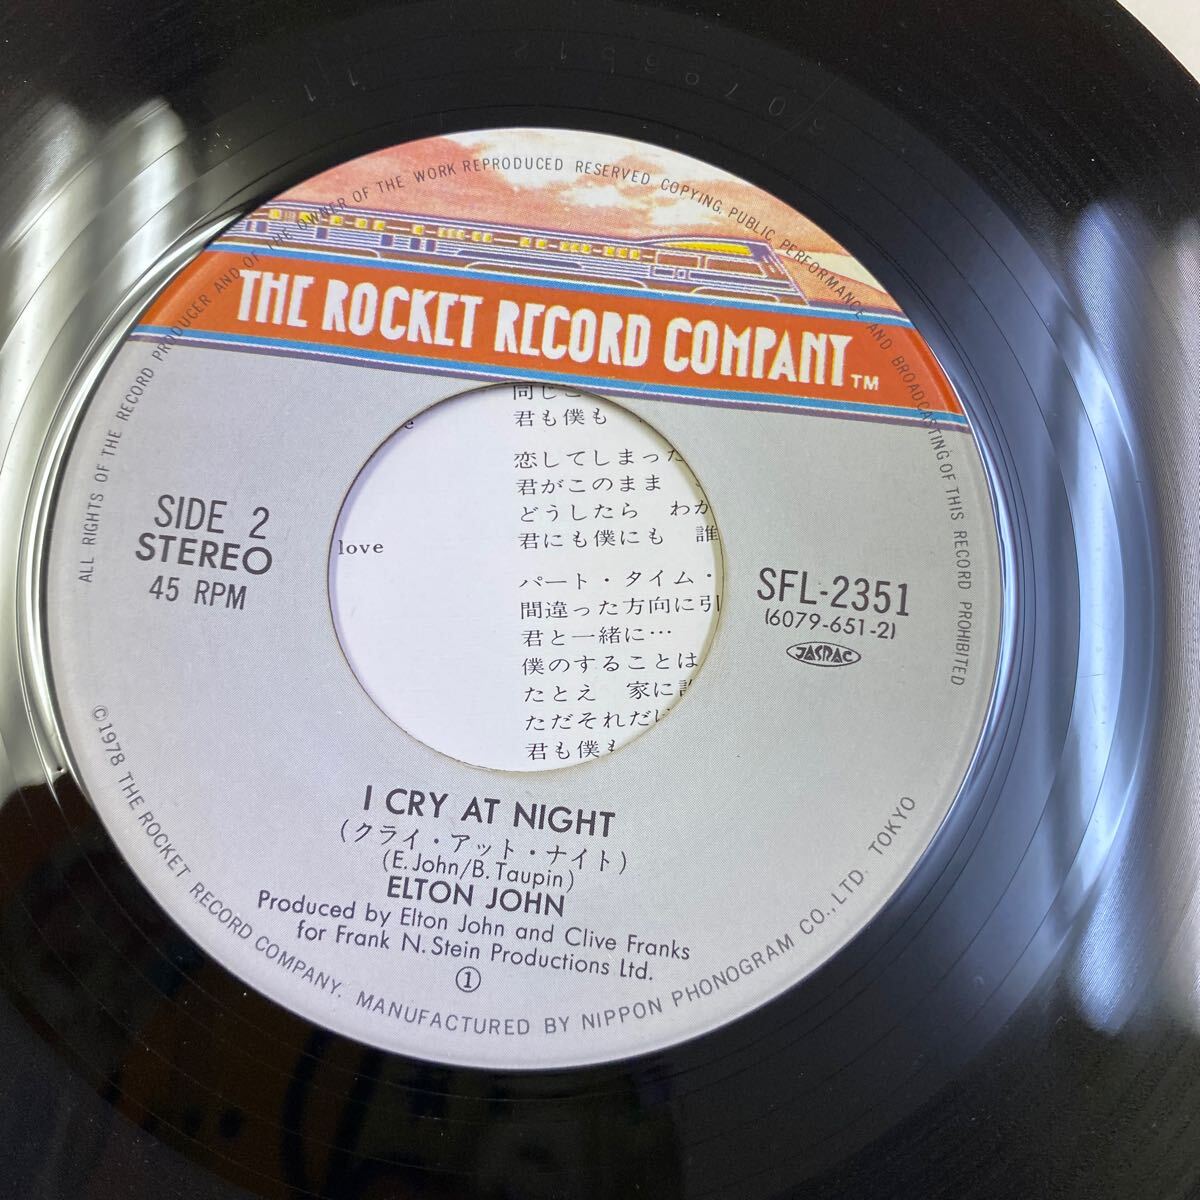 THE ROCKET RECORD COMPANY TM
ALL RIGHTS OF THE RECORD PRODUCER AND OF THE OWNER OF THE WORK REPRODUCED RESERVED COPYING, PUBLIC PERFORMANCE AND BROADCASTING OF THIS RECORD PROHIBITED
SIDE 2
STEREO
45 RPM
SFL-2351
(6079-651-2)
JASRAC
君も僕も
恋してしまった
君がこのまま
どうしたら わか
love
君にも僕にも 誰
パート・タイム・
間違った方向に引
君と一緒に…
僕のすることは
たとえ 家に
ただそれだけ
君も僕も
I CRY AT NIGHT
(クライ・アット・ナイト)
(E. John/B. Taupin)
ELTON JOHN
Produced by Elton John and Clive Franks
for Frank N. Stein Productions Ltd.
①
©1978 THE ROCKET RECORD COMPANY. MANUFACTURED BY NIPPON PHONOGRAM CO., LTD. TOKYO